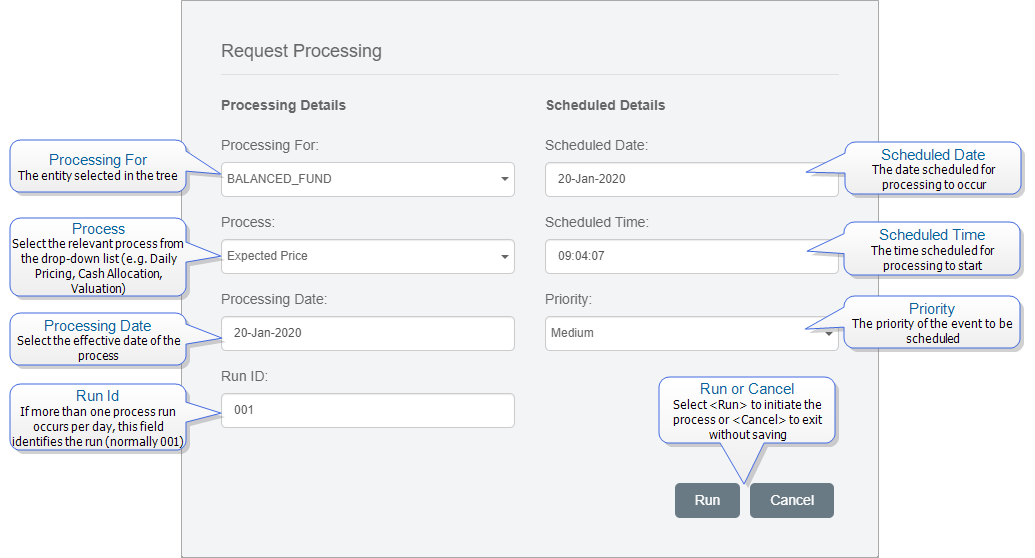 Request Processing
Processing Details
Processing For:
BALANCED_FUND
Process:
Expected Price
Processing Date:
20-Jan-2020
Run ID:
001
Scheduled Details
Scheduled Date:
20-Jan-2020
Scheduled Time:
09:04:07
Priority:
Medium
Run
Cancel
Processing For
The entity selected in the tree
Process
Select the relevant process from
the drop-down list (e.g. Daily
Pricing, Cash Allocation,
Valuation)
Processing Date
Select the effective date of the
process
Run Id
If more than one process run
occurs per day, this field
identifies the run (normally 001)
Scheduled Date
The date scheduled for
processing to occur
Scheduled Time
The time scheduled for
processing to start
Priority
The priority of the event to be
scheduled
Run or Cancel
Select <Run> to initiate the
process or <Cancel> to exit
without saving